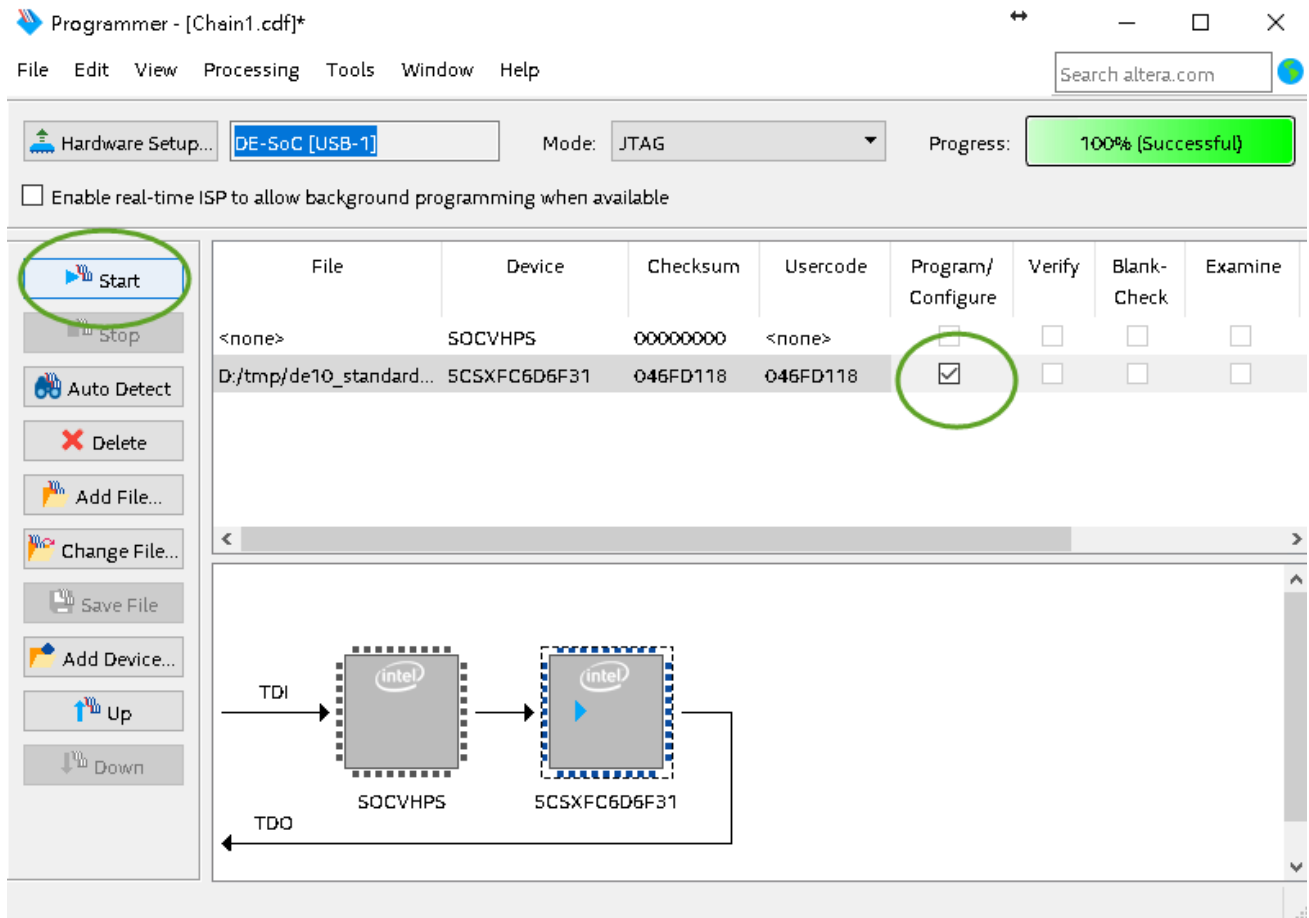 Programmer - [Chain1.cdf]*
File Edit View Processing Tools Window Help
Search altera.com
Hardware Setup... DE-SoC [USB-1] Mode: JTAG Progress: 100% (Successful)
Enable real-time ISP to allow background programming when available
Start
Stop
Auto Detect
Delete
Add File...
Change File...
Save File
Add Device...
Up
Down
File Device Checksum Usercode Program/ Verify Blank- Examine
Configure Check
<none> SOCVHPS 00000000 <none>
D:/tmp/de10_standard... 5CSXFC6D6F31 046FD118 046FD118
TDI
intel
intel
SOCVHPS 5CSXFC6D6F31
TDO